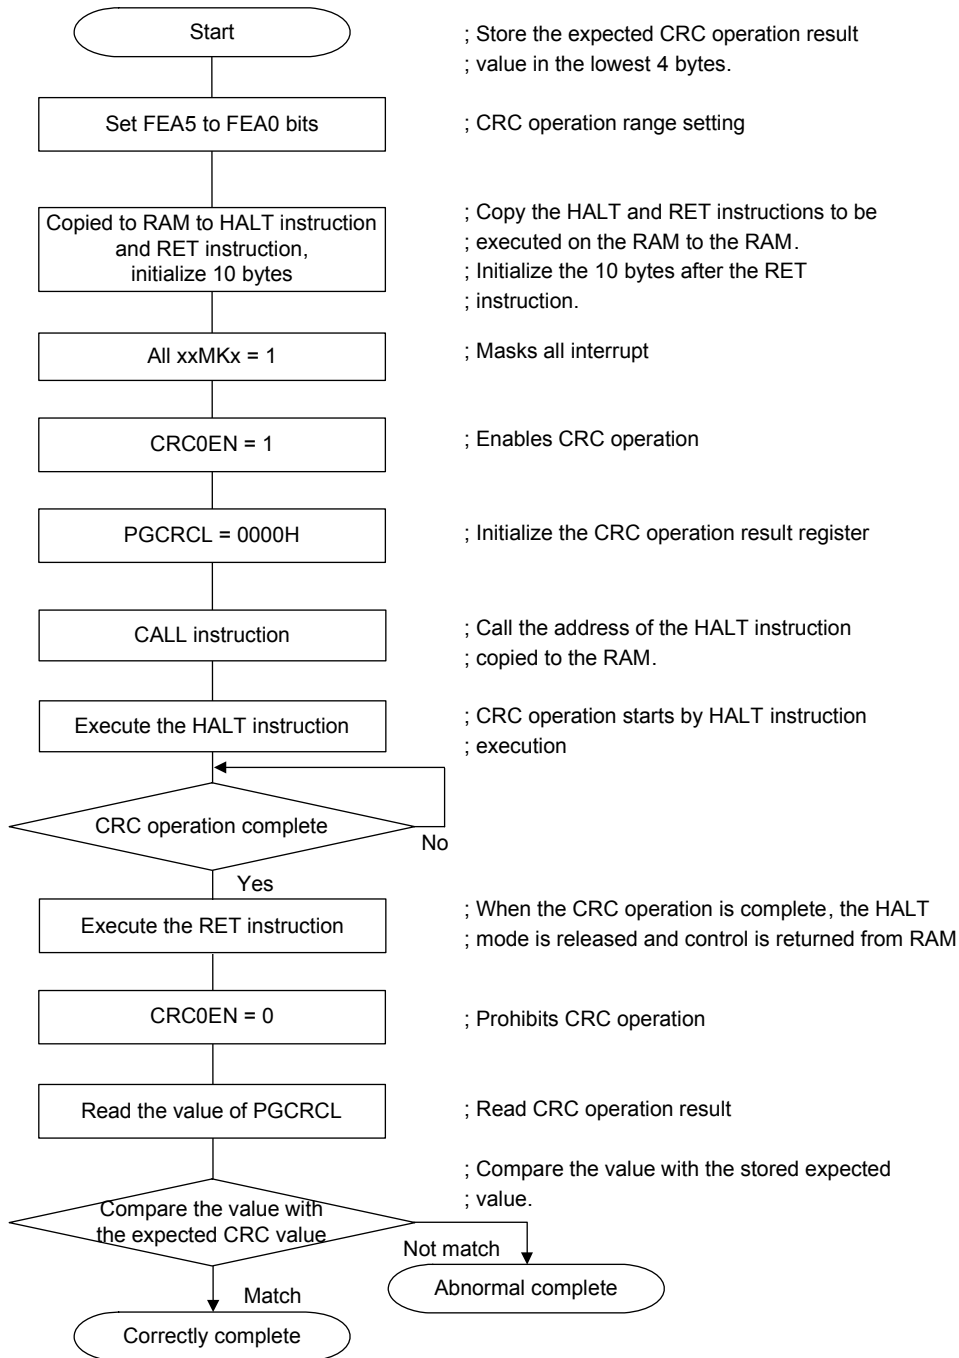 Start
; Store the expected CRC operation result
; value in the lowest 4 bytes.
Set FEA5 to FEA0 bits
; CRC operation range setting
Copied to RAM to HALT instruction
and RET instruction,
initialize 10 bytes
; Copy the HALT and RET instructions to be
; executed on the RAM to the RAM.
; Initialize the 10 bytes after the RET
; instruction.
All xxMKx = 1
; Masks all interrupt
CRC0EN = 1
; Enables CRC operation
PGCRCL = 0000H
; Initialize the CRC operation result register
CALL instruction
; Call the address of the HALT instruction
; copied to the RAM.
Execute the HALT instruction
; CRC operation starts by HALT instruction
; execution
CRC operation complete
No
Yes
Execute the RET instruction
; When the CRC operation is complete, the HALT
; mode is released and control is returned from RAM
CRC0EN = 0
; Prohibits CRC operation
Read the value of PGCRCL
; Read CRC operation result
; Compare the value with the stored expected
; value.
Compare the value with
the expected CRC value
Not match
Abnormal complete
Match
Correctly complete